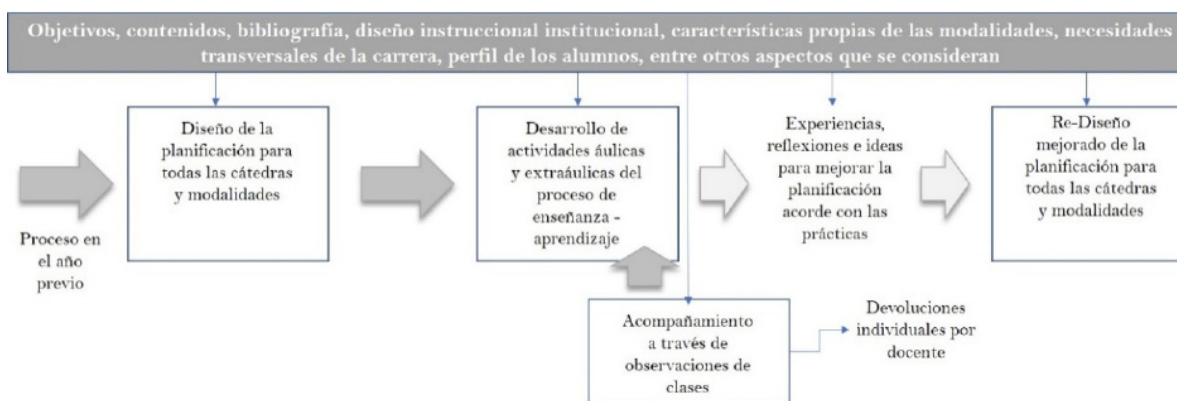 Objetivos, contenidos, bibliografía, diseño instruccional institucional, características propias de las modalidades, necesidades
transversales de la carrera, perfil de los alumnos, entre otros aspectos que se consideran
Proceso en
el año
previo
Diseño de la
planificación para
todas las cátedras
y modalidades
Desarrollo de
actividades áulicas
y extraáulicas del
proceso de
enseñanza -
aprendizaje
Experiencias,
reflexiones e ideas
para mejorar la
planificación
acorde con las
prácticas
Re-Diseño
mejorado de la
planificación para
todas las cátedras
y modalidades
Acompañamiento
a través de
observaciones de
clases
Devoluciones
individuales por
docente